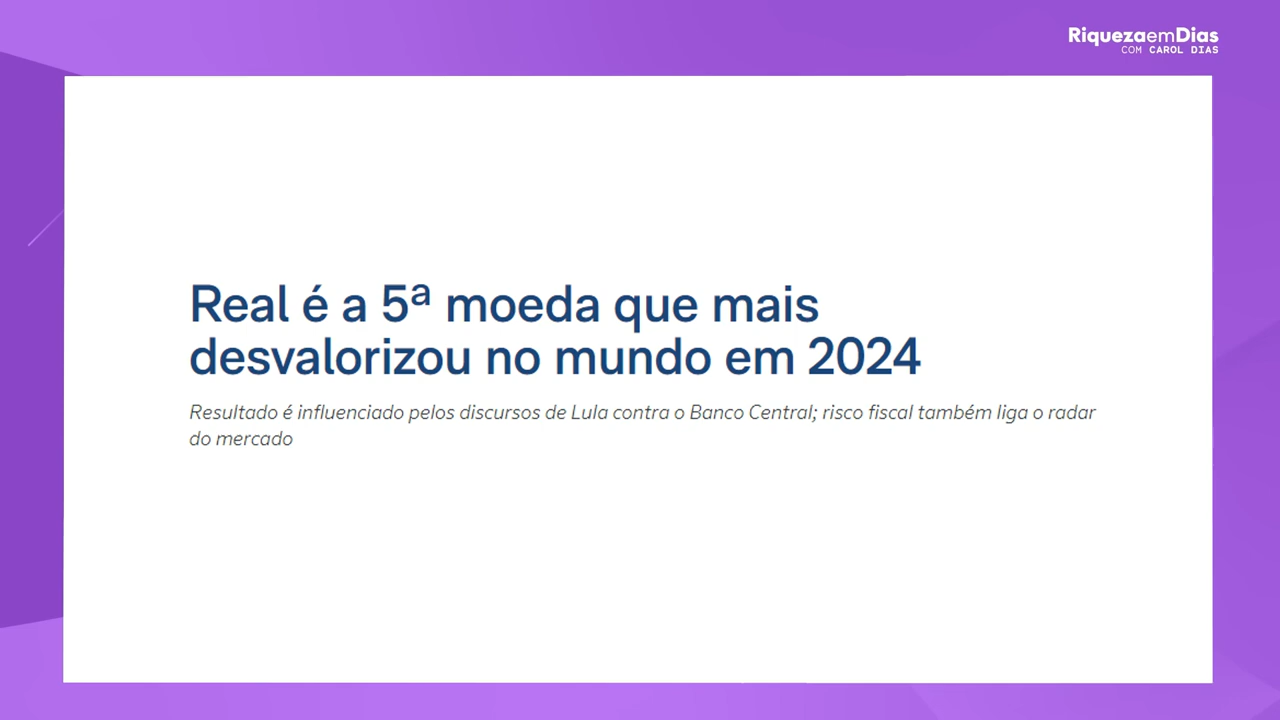 RiquezaemDias
COM CAROL DIAS
Real é a 5ª moeda que mais
desvalorizou no mundo em 2024
Resultado é influenciado pelos discursos de Lula contra o Banco Central; risco fiscal também liga o radar
do mercado